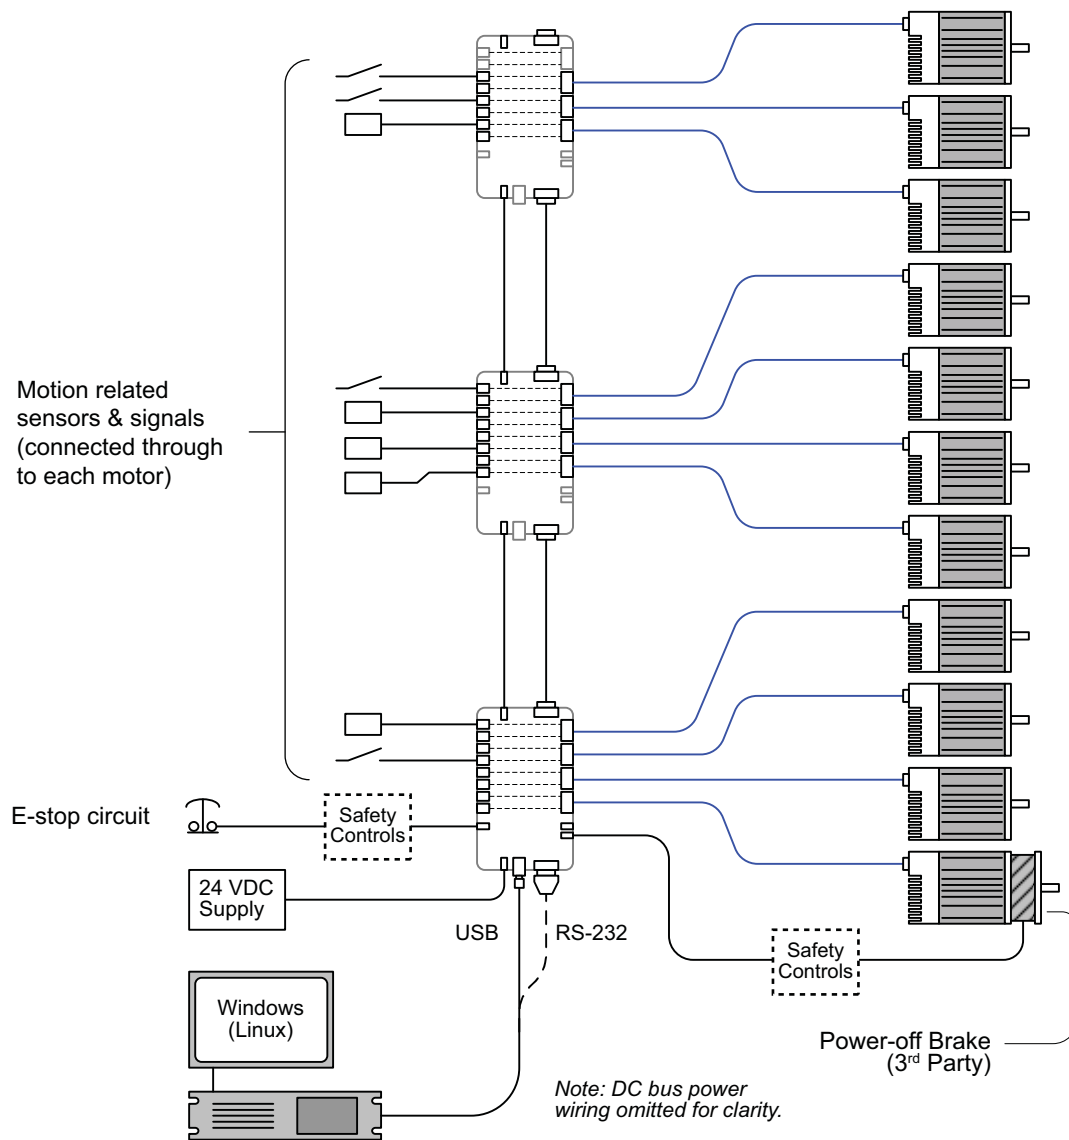 Motion related
sensors & signals
(connected through
to each motor)
E-stop circuit
Safety
Controls
24 VDC
Supply
USB
RS-232
Safety
Controls
Windows
(Linux)
Power-off Brake
(3rd Party)
Note: DC bus power
wiring omitted for clarity.